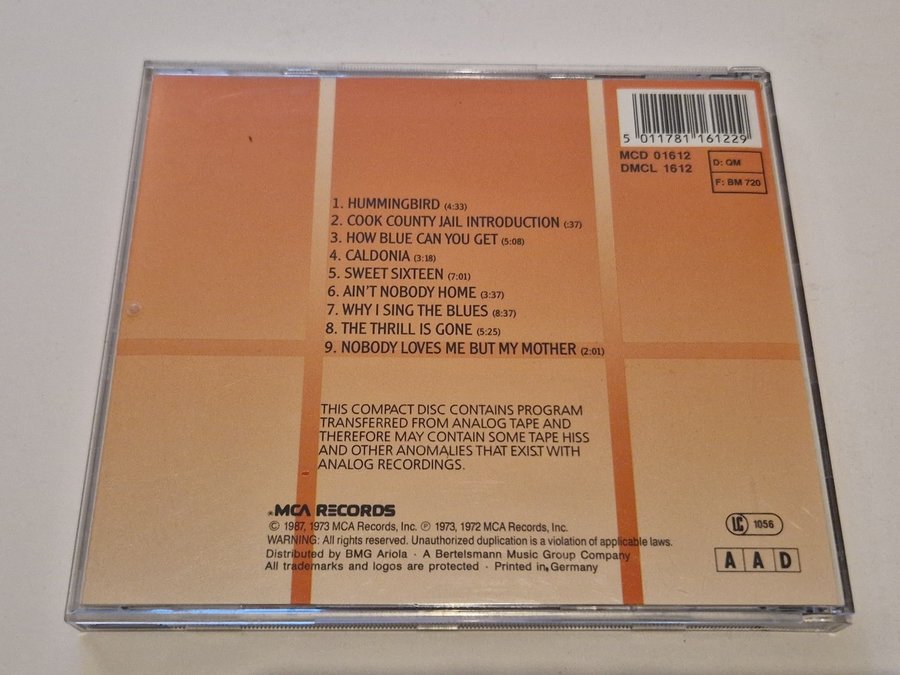 5 011781 161229
MCD 01612
DMCL 1612
D: QM
F: BM 720
1. HUMMINGBIRD (4:33)
2. COOK COUNTY JAIL INTRODUCTION (:37)
3. HOW BLUE CAN YOU GET (5:08)
4. CALDONIA (3:18)
5. SWEET SIXTEEN (7:01)
6. AIN'T NOBODY HOME (3:37)
7. WHY I SING THE BLUES (8:37)
8. THE THRILL IS GONE (5:25)
9. NOBODY LOVES ME BUT MY MOTHER (2:01)
THIS COMPACT DISC CONTAINS PROGRAM
TRANSFERRED FROM ANALOG TAPE AND
THEREFORE MAY CONTAIN SOME TAPE HISS
AND OTHER ANOMALIES THAT EXIST WITH
ANALOG RECORDINGS.
MCA RECORDS
© 1987, 1973 MCA Records, Inc. ℗ 1973, 1972 MCA Records, Inc.
WARNING: All rights reserved. Unauthorized duplication is a violation of applicable laws.
Distributed by BMG Ariola · A Bertelsmann Music Group Company
All trademarks and logos are protected · Printed in Germany
LC 1056
A A D